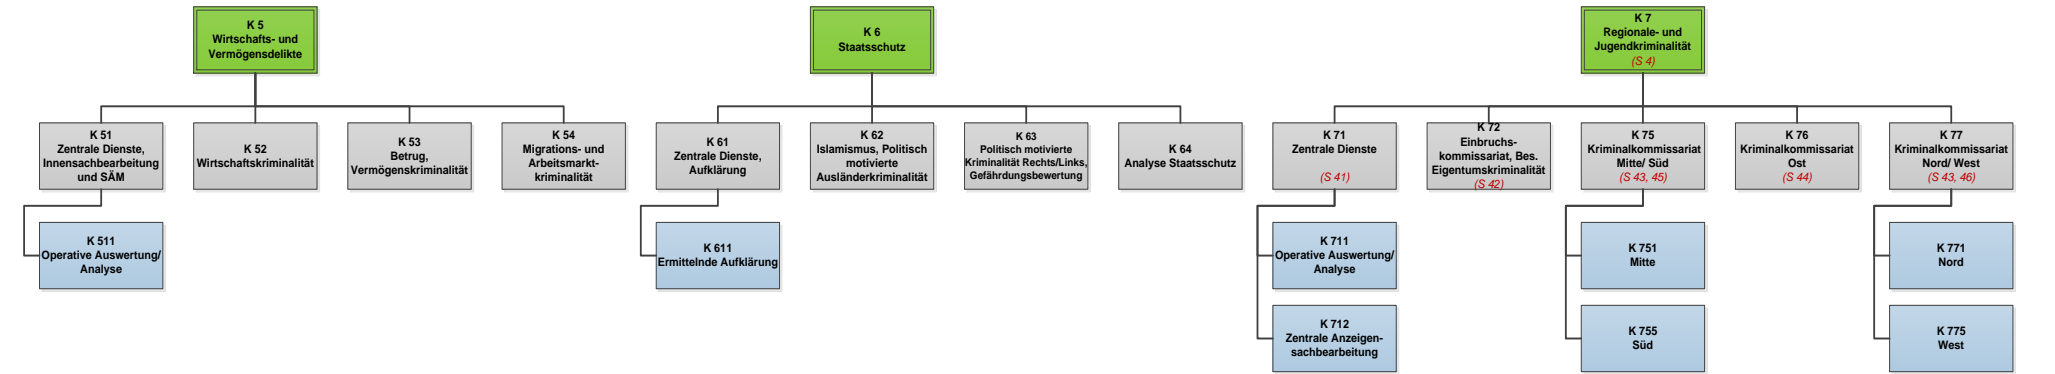 K 5
Wirtschafts- und
Vermögensdelikte
K 6
Staatsschutz
K 7
Regionale- und
Jugendkriminalität
(S 4)
K 51
Zentrale Dienste,
Innensachbearbeitung
und SÄM
K 52
Wirtschaftskriminalität
K 53
Betrug,
Vermögenskriminalität
K 54
Migrations- und
Arbeitsmarkt-
kriminalität
K 61
Zentrale Dienste,
Aufklärung
K 62
Islamismus, Politisch
motivierte
Ausländerkriminalität
K 63
Politisch motivierte
Kriminalität Rechts/Links,
Gefährdungsbewertung
K 64
Analyse Staatsschutz
K 71
Zentrale Dienste
(S 41)
K 72
Einbruchs-
kommissariat, Bes.
Eigentumskriminalität
(S 42)
K 75
Kriminalkommissariat
Mitte/ Süd
(S 43, 45)
K 76
Kriminalkommissariat
Ost
(S 44)
K 77
Kriminalkommissariat
Nord/ West
(S 43, 46)
K 511
Operative Auswertung/
Analyse
K 611
Ermittelnde Aufklärung
K 711
Operative Auswertung/
Analyse
K 751
Mitte
K 771
Nord
K 712
Zentrale Anzeigen-
sachbearbeitung
K 755
Süd
K 775
West